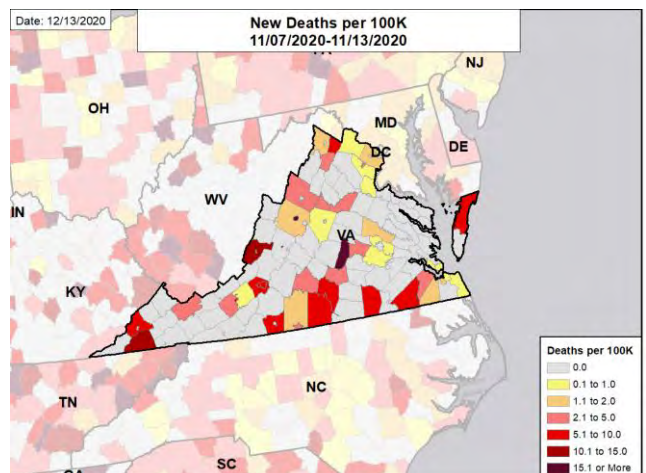 Date: 12/13/2020
New Deaths per 100K
11/07/2020-11/13/2020
NJ
OH
MD
DC
DE
WV
IN
VA
KY
NC
TN
SC
Deaths per 100K
0.0
0.1 to 1.0
1.1 to 2.0
2.1 to 5.0
5.1 to 10.0
10.1 to 15.0
15.1 or More